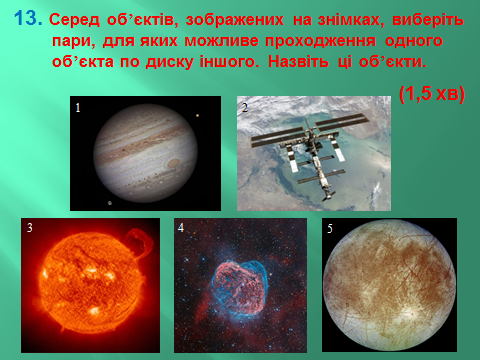 13. Серед об’єктів, зображених на знімках, виберіть
пари, для яких можливе проходження одного
об’єкта по диску іншого. Назвіть ці об’єкти.
(1,5 хв)
1
2
3
4
5